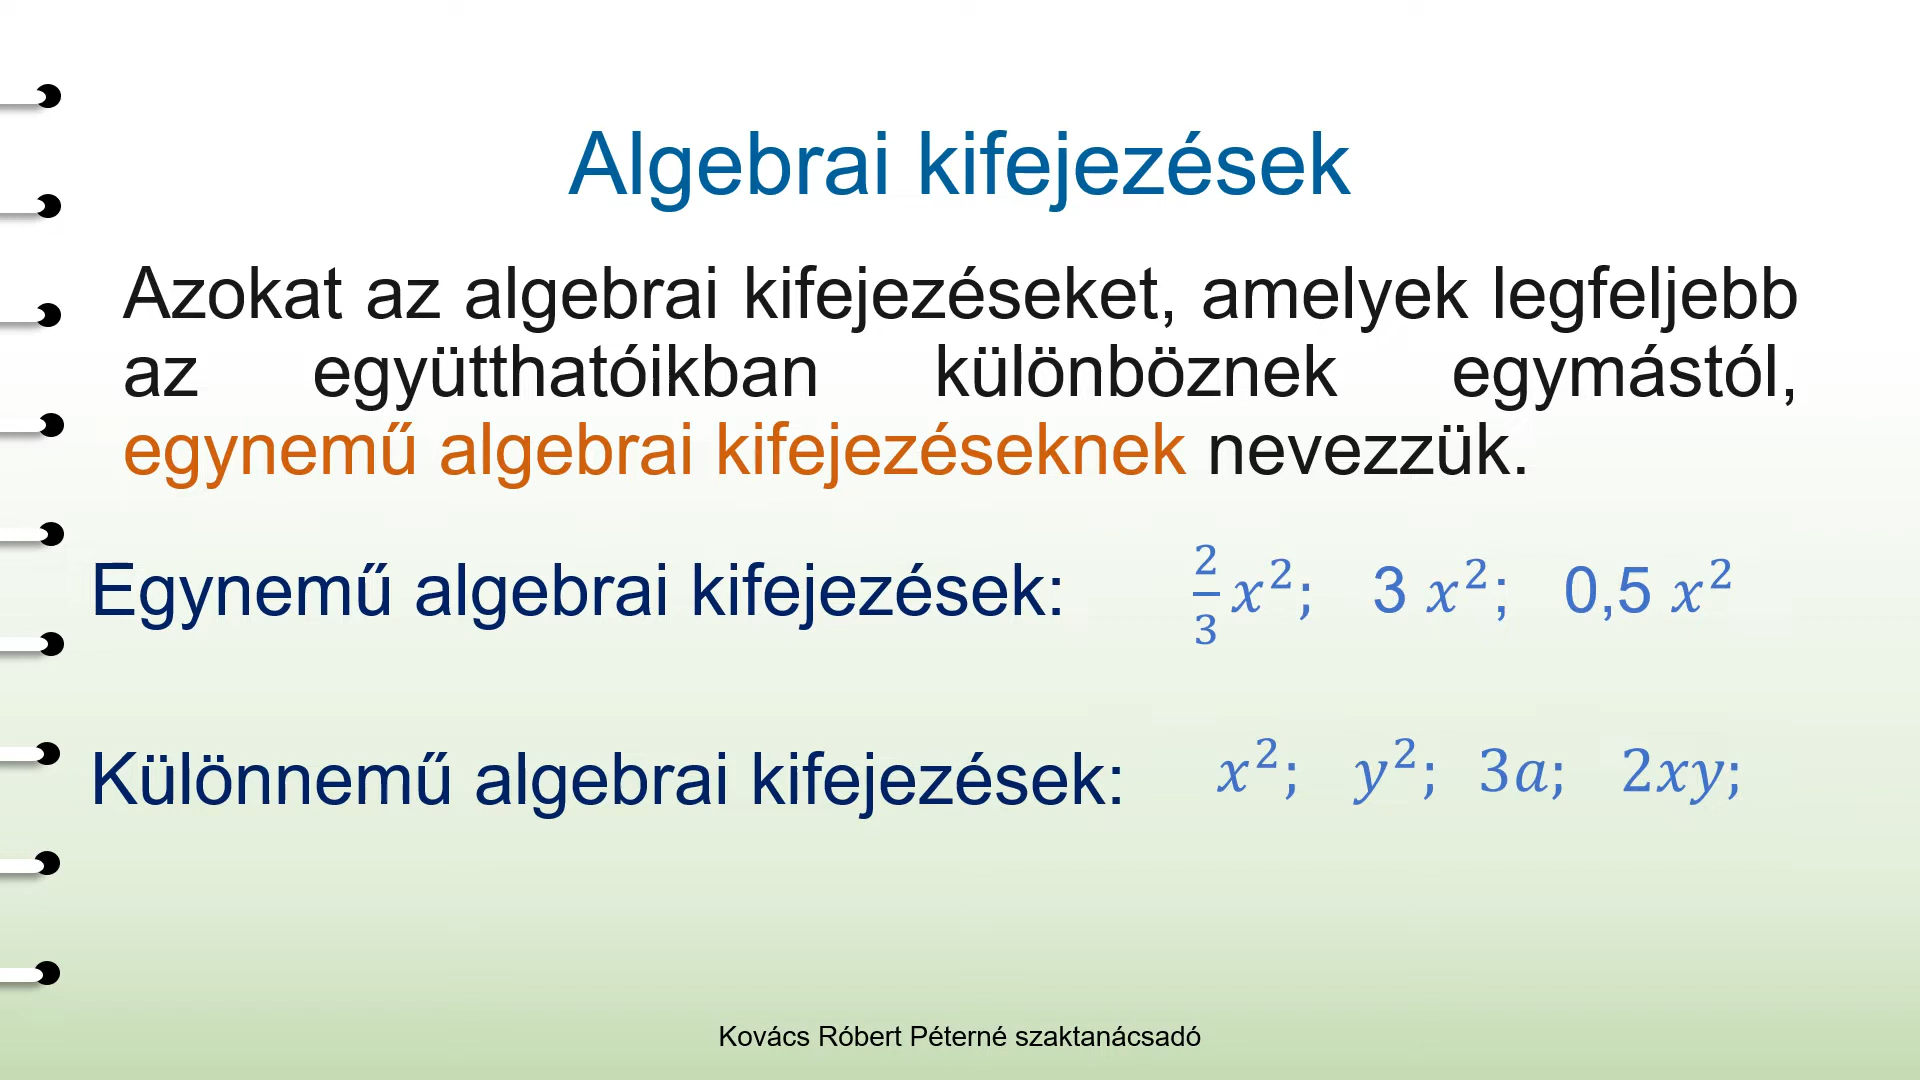 Algebrai kifejezések
Azokat az algebrai kifejezéseket, amelyek legfeljebb
az együtthatóikban különböznek egymástól,
egynemű algebrai kifejezéseknek nevezzük.
Egynemű algebrai kifejezések: 2/3 x²; 3 x²; 0,5 x²
Különnemű algebrai kifejezések: x²; y²; 3a; 2xy;
Kovács Róbert Péterné szaktanácsadó